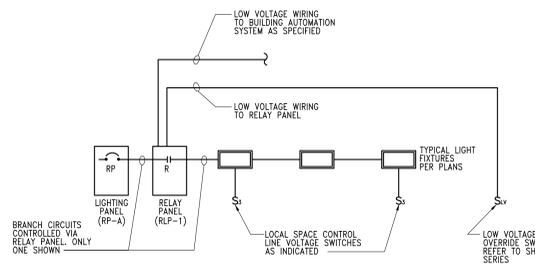 LOW VOLTAGE WIRING
TO BUILDING AUTOMATION
SYSTEM AS SPECIFIED
LOW VOLTAGE WIRING
TO RELAY PANEL
RP
R
TYPICAL LIGHT
FIXTURES
PER PLANS
LIGHTING
PANEL
(RP-A)
RELAY
PANEL
(RLP-1)
S3
S3
SLV
BRANCH CIRCUITS
CONTROLLED VIA
RELAY PANEL. ONLY
ONE SHOWN
LOCAL SPACE CONTROL
LINE VOLTAGE SWITCHES
AS INDICATED
LOW VOLTAGE
OVERRIDE SW
REFER TO SH
SERIES